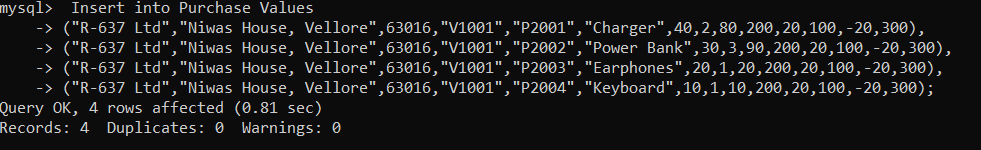 mysql>  Insert into Purchase Values
    -> ("R-637 Ltd","Niwas House, Vellore",63016,"V1001","P2001","Charger",40,2,80,200,20,100,-20,300),
    -> ("R-637 Ltd","Niwas House, Vellore",63016,"V1001","P2002","Power Bank",30,3,90,200,20,100,-20,300),
    -> ("R-637 Ltd","Niwas House, Vellore",63016,"V1001","P2003","Earphones",20,1,20,200,20,100,-20,300),
    -> ("R-637 Ltd","Niwas House, Vellore",63016,"V1001","P2004","Keyboard",10,1,10,200,20,100,-20,300);
Query OK, 4 rows affected (0.81 sec)
Records: 4  Duplicates: 0  Warnings: 0